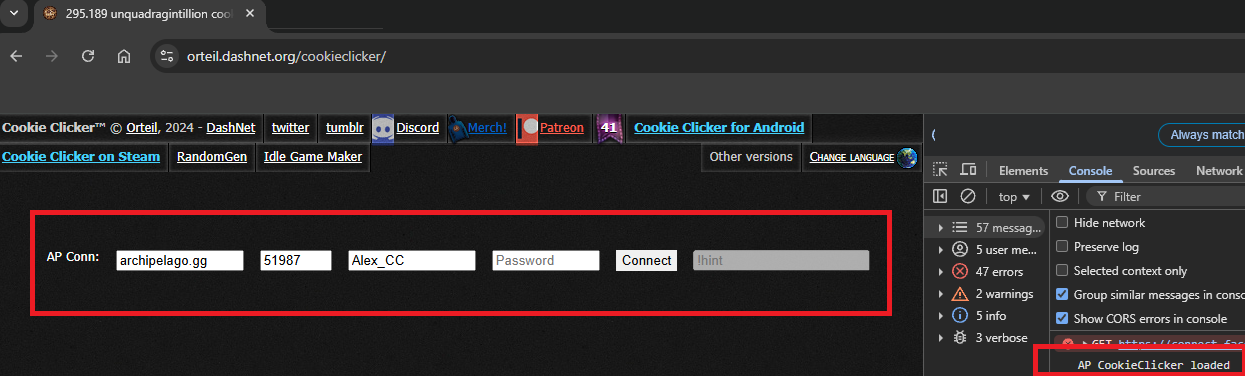 295.189 unquadragintillion coo
orteil.dashnet.org/cookieclicker/
Cookie Clicker™ © Orteil, 2024 - DashNet twitter tumblr Discord Merch! Patreon 41 Cookie Clicker for Android
Cookie Clicker on Steam RandomGen Idle Game Maker Other versions Change language
AP Conn: archipelago.gg 51987 Alex_CC Password Connect !hint
Always match
Elements Console Sources Network
top Filter
57 messag...
5 user me...
47 errors
2 warnings
5 info
3 verbose
Hide network
Preserve log
Selected context only
Group similar messages in conso
Show CORS errors in console
GET https://connect.fac
AP CookieClicker loaded